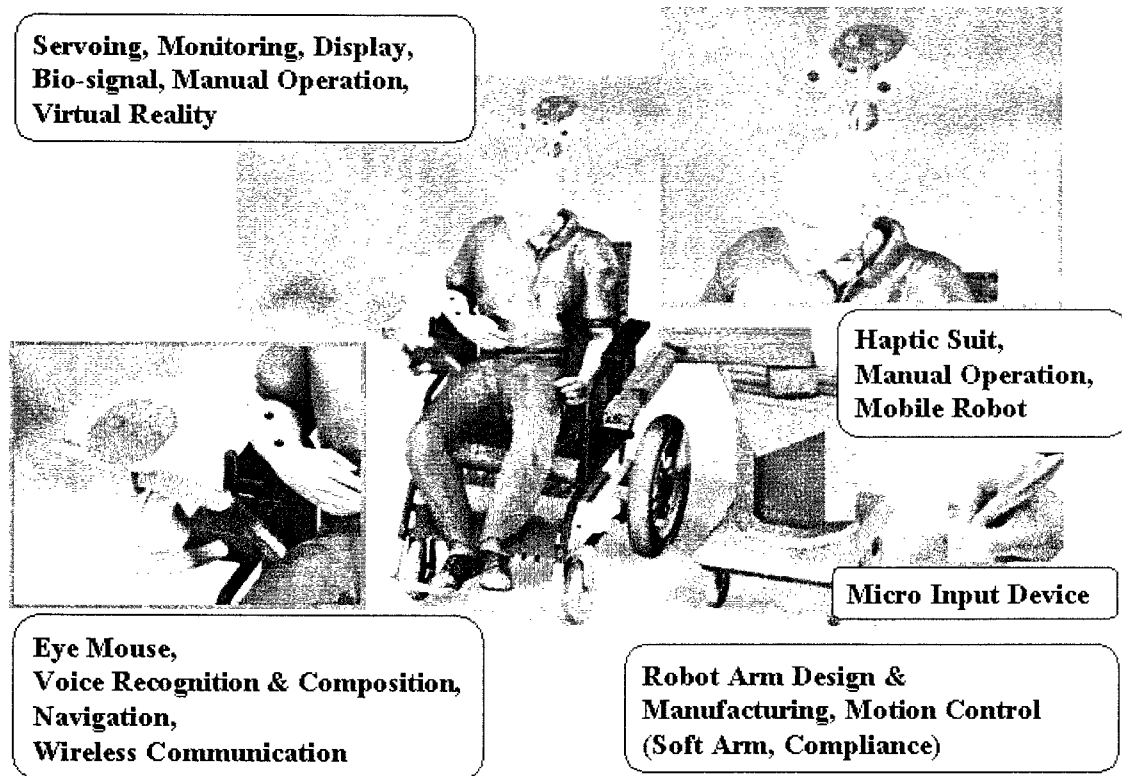 Servoing, Monitoring, Display,
Bio-signal, Manual Operation,
Virtual Reality
Haptic Suit,
Manual Operation,
Mobile Robot
Micro Input Device
Eye Mouse,
Voice Recognition & Composition,
Navigation,
Wireless Communication
Robot Arm Design &
Manufacturing, Motion Control
(Soft Arm, Compliance)